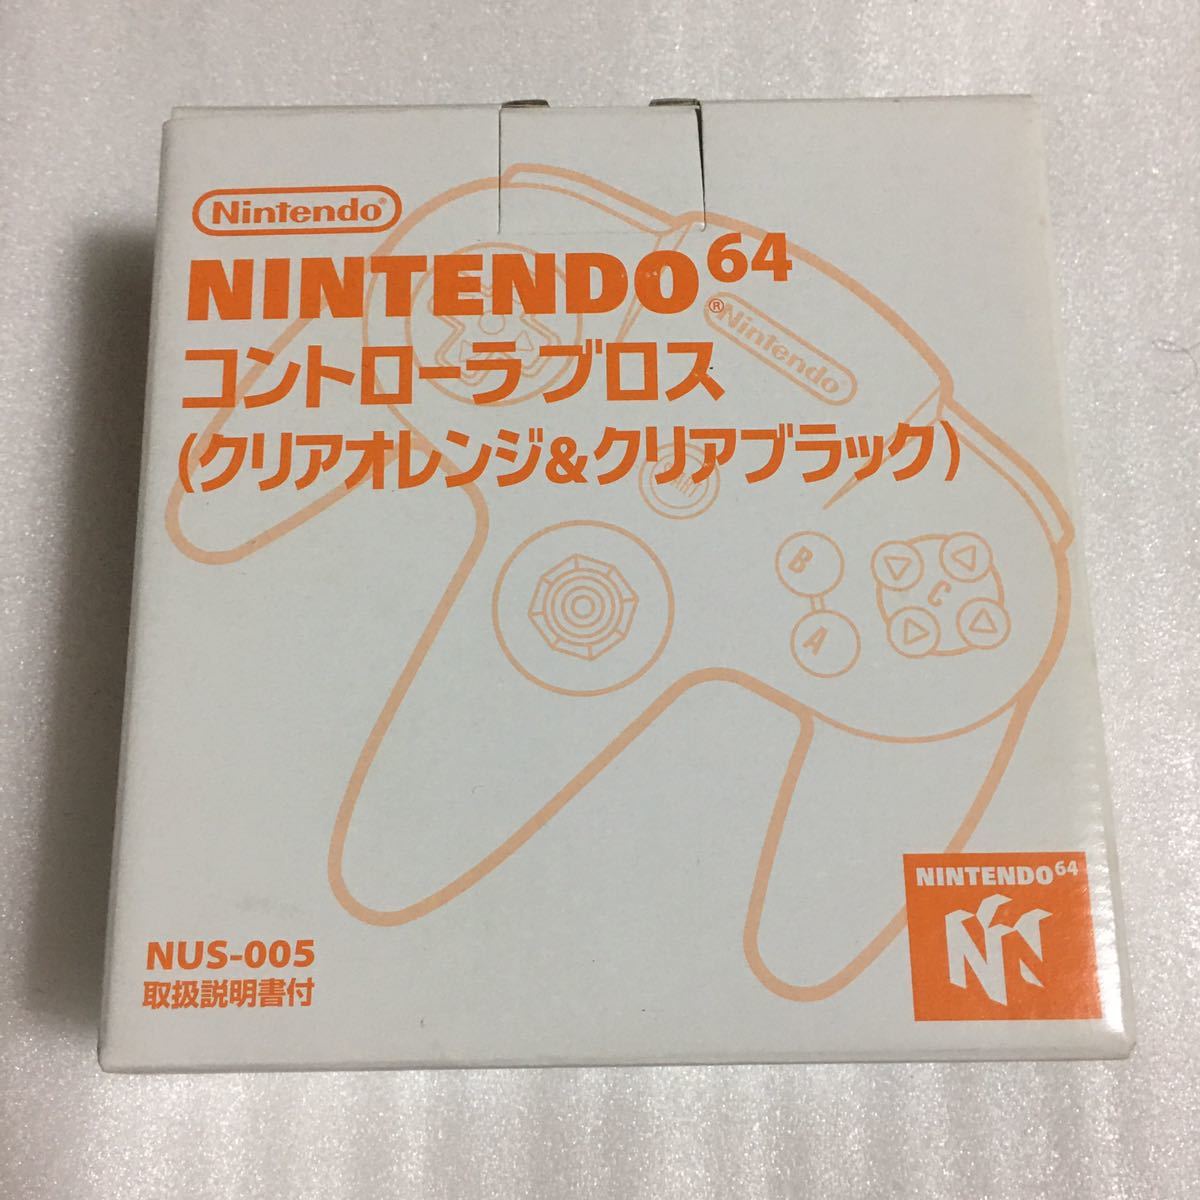 Nintendo®
NINTENDO64
®
コントローラ ブロス
(クリアオレンジ&クリアブラック)
Nintendo
START
B
A
C
NUS-005
取扱説明書付
NINTENDO64